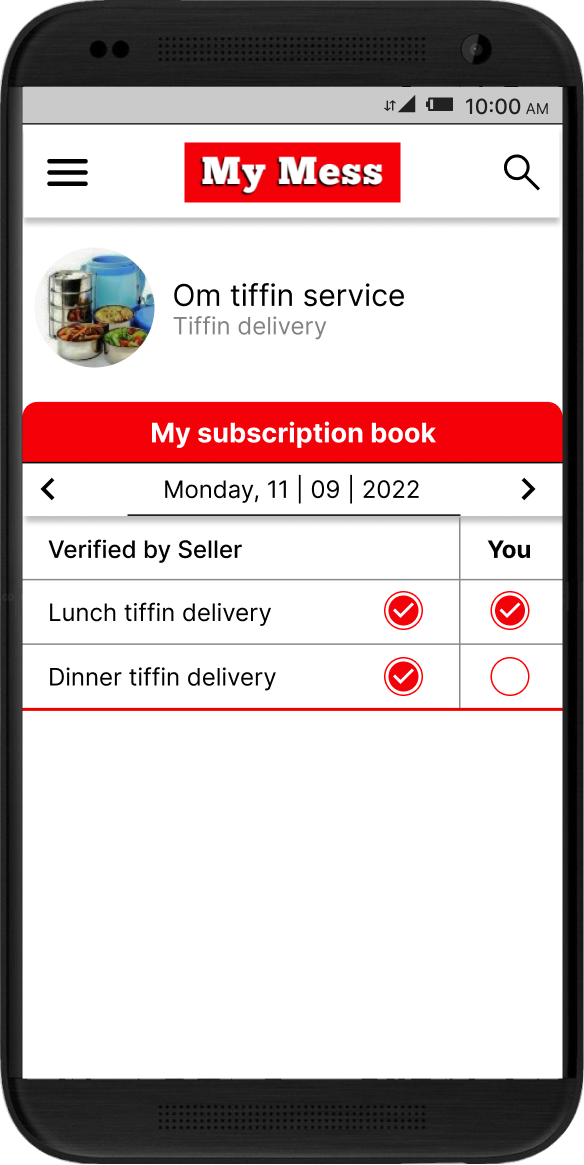 10:00 AM
My Mess
Om tiffin service
Tiffin delivery
My subscription book
Monday, 11 | 09 | 2022
Verified by Seller You
Lunch tiffin delivery
Dinner tiffin delivery